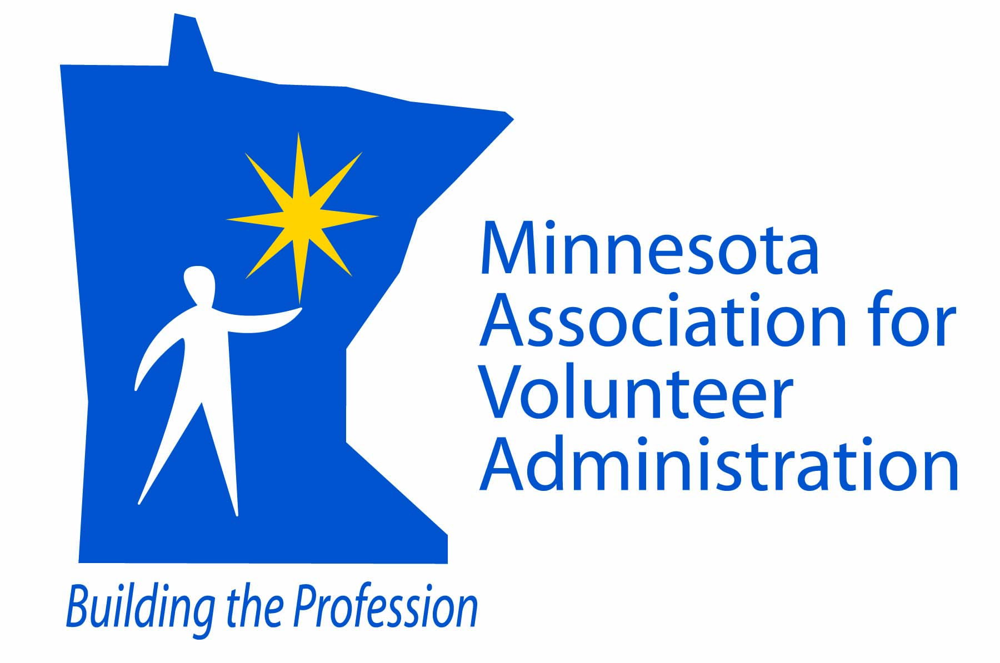 Minnesota
Association for
Volunteer
Administration
Building the Profession